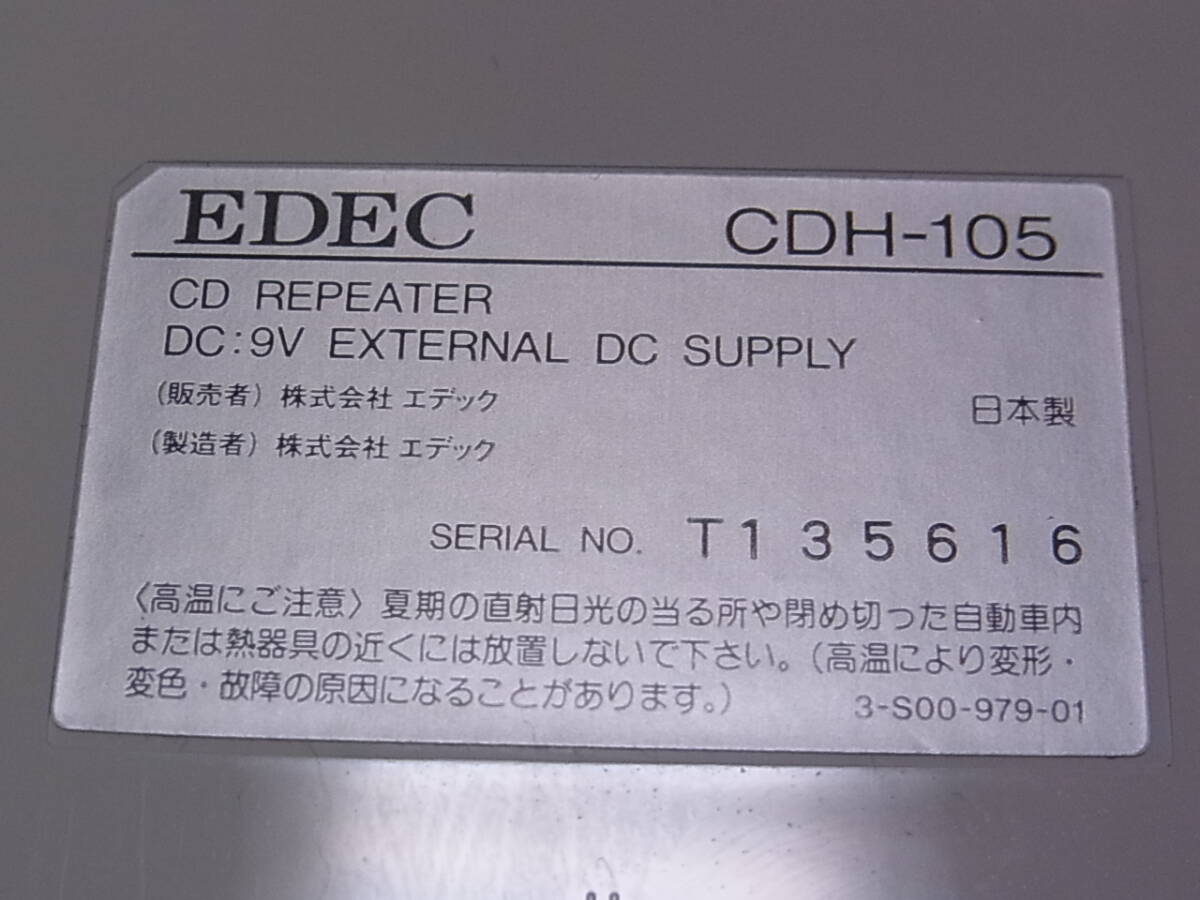 EDEC CDH-105
CD REPEATER
DC:9V EXTERNAL DC SUPPLY
(販売者) 株式会社 エデック 日本製
(製造者) 株式会社 エデック
SERIAL NO. T135616
〈高温にご注意〉夏期の直射日光の当る所や閉め切った自動車内
または熱器具の近くには放置しないで下さい。(高温により変形・
変色・故障の原因になることがあります。) 3-S00-979-01